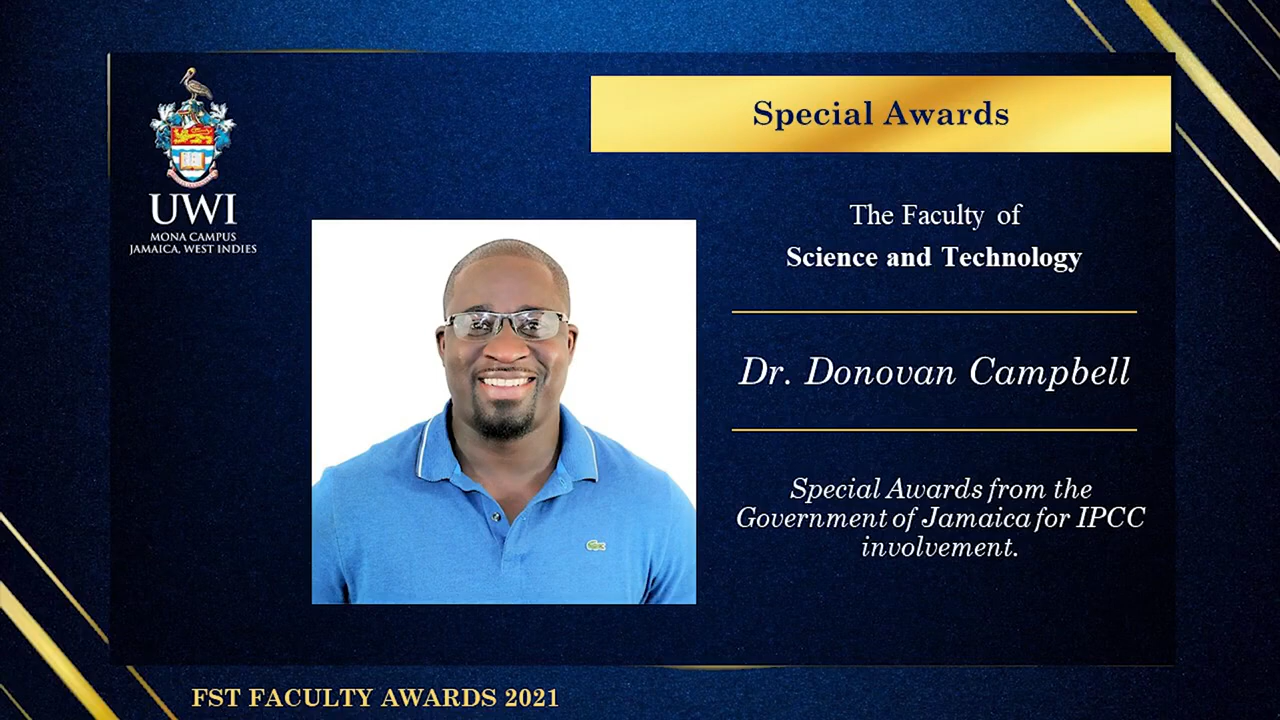 UWI
MONA CAMPUS
JAMAICA, WEST INDIES
Special Awards
The Faculty of
Science and Technology
Dr. Donovan Campbell
Special Awards from the
Government of Jamaica for IPCC
involvement.
FST FACULTY AWARDS 2021